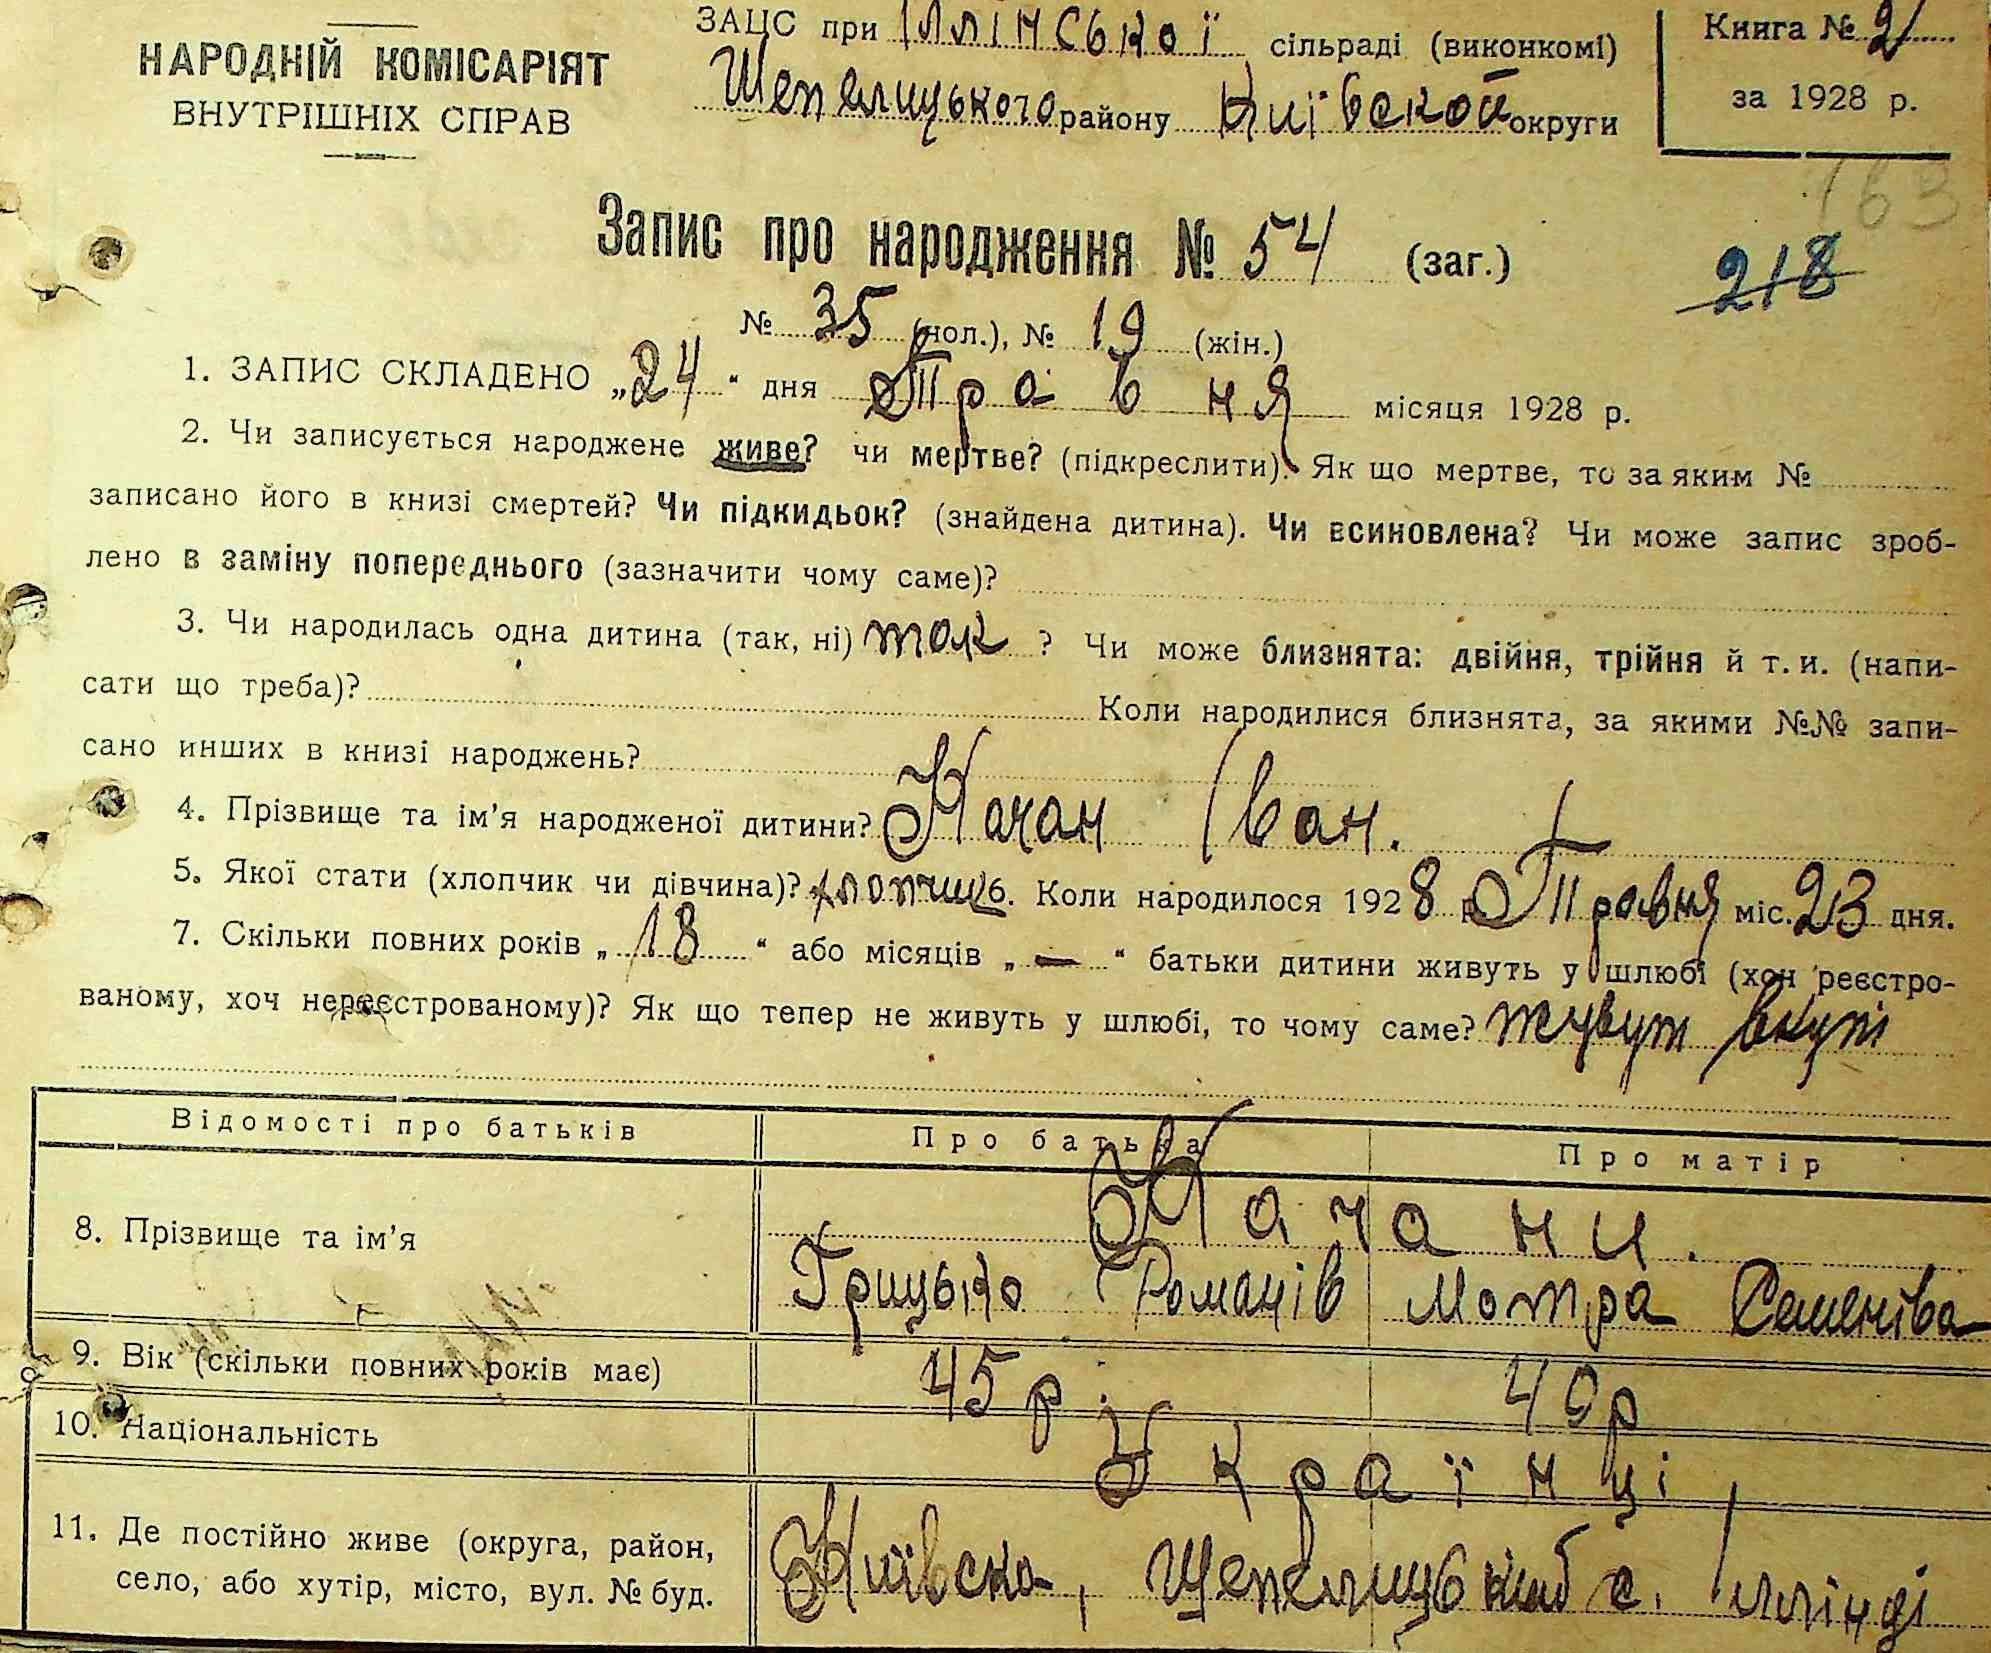 НАРОДНІЙ КОМІСАРІЯТ
ВНУТРІШНІХ СПРАВ
ЗАЦС при Іллінської сільраді (виконкомі)
Шепелицького району Київской округи
Книга № 2
за 1928 р.
163
218
Запис про народження № 54 (заг.)
№ 35 (чол.), № 19 (жін.)
1. ЗАПИС СКЛАДЕНО „24“ дня Травня місяця 1928 р.
2. Чи записується народжене живе? чи мертве? (підкреслити). Як що мертве, то за яким №
записано його в книзі смертей? Чи підкидьок? (знайдена дитина). Чи всиновлена? Чи може запис зроб-
лено в заміну попереднього (зазначити чому саме)?
3. Чи народилась одна дитина (так, ні) так ? Чи може близнята: двійня, трійня й т. и. (напи-
сати що треба)? Коли народилися близнята, за якими №№ запи-
сано инших в книзі народжень?
4. Прізвище та ім’я народженої дитини? Качан Іван.
5. Якої стати (хлопчик чи дівчина)? хлопчик 6. Коли народилося 1928 р. Травня міс. 23 дня.
7. Скільки повних років „18“ або місяців „—“ батьки дитини живуть у шлюбі (хоч реєстро-
ваному, хоч нереєстрованому)? Як що тепер не живуть у шлюбі, то чому саме? живут вкупі
Відомості про батьків Про батька Про матір
8. Прізвище та ім’я Качани.
Грицько Романів Мотра Семенівна
9. Вік (скільки повних років має) 45 р. 40 р
10. Національність Українці
11. Де постійно живе (округа, район,
село, або хутір, місто, вул. № буд.
Київска, Шепелицький с. Іллінці